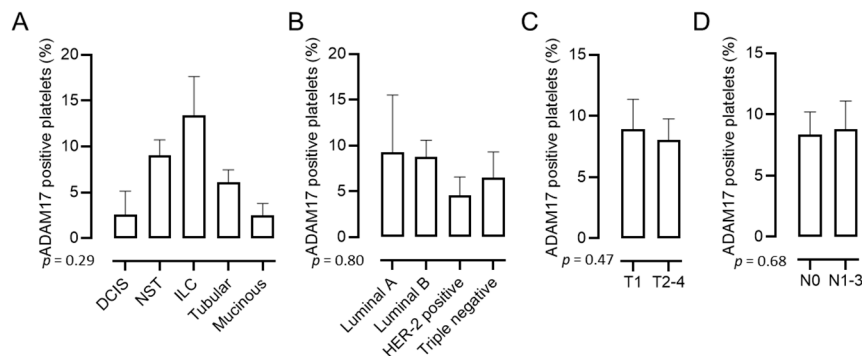 A
ADAM17 positive platelets (%)
20
15
10
5
0
p = 0.29
DCIS
NST
ILC
Tubular
Mucinous
B
ADAM17 positive platelets (%)
20
15
10
5
0
p = 0.80
Luminal A
Luminal B
HER-2 positive
Triple negative
C
ADAM17 positive platelets (%)
15
10
5
0
p = 0.47
T1
T2-4
D
ADAM17 positive platelets (%)
15
10
5
0
p = 0.68
N0
N1-3